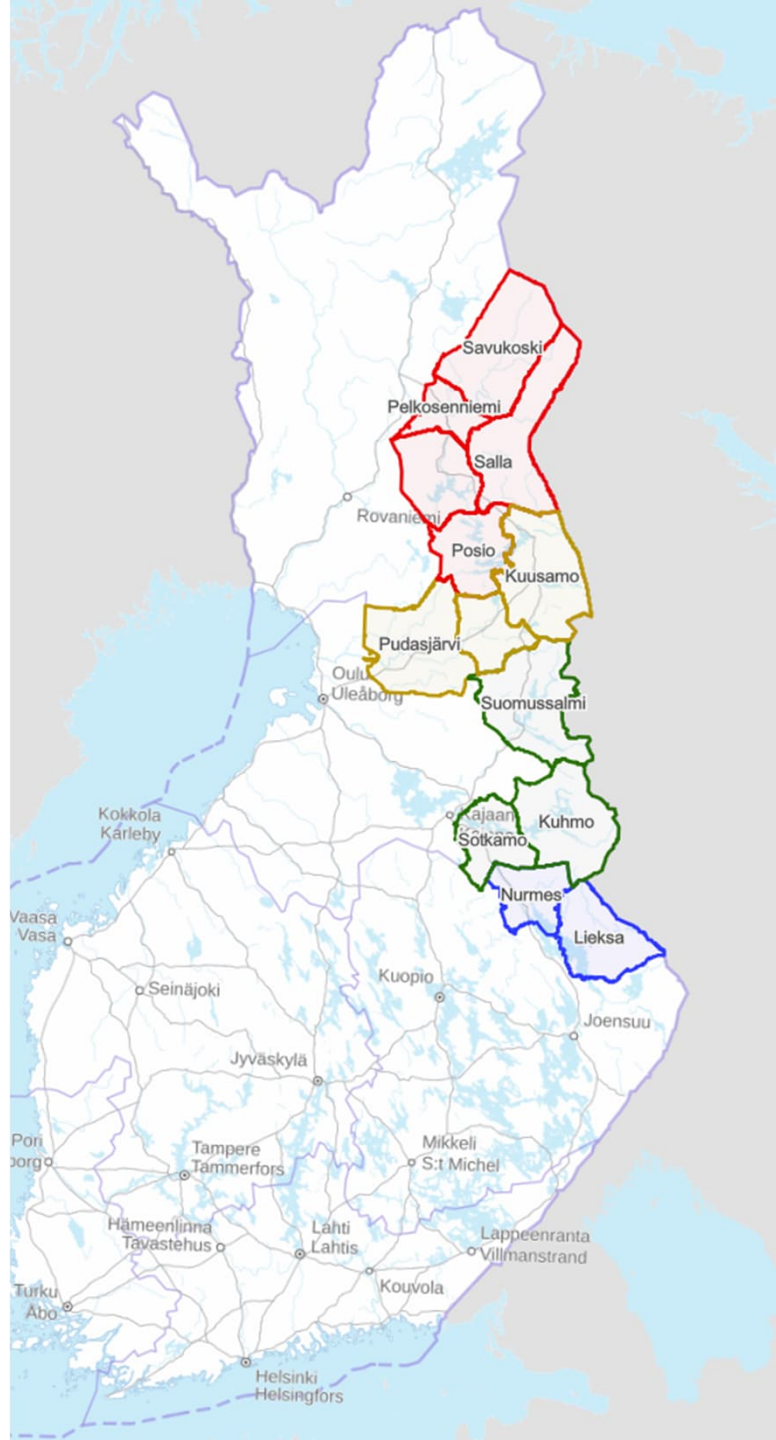 Savukoski
Pelkosenniemi
Salla
Rovaniemi
Posio
Kuusamo
Pudasjärvi
Oulu
Uleåborg
Suomussalmi
Kokkola
Karleby
Kuhmo
Sotkamo
Nurmes
Vaasa
Vasa
Lieksa
Kuopio
Seinäjoki
Joensuu
Jyväskylä
Pori
borg
Tampere
Tammerfors
Mikkeli
S:t Michel
Hämeenlinna
Tavastehus
Lahti
Lahtis
Lappeenranta
Villmanstrand
Kouvola
Turku
Åbo
Helsinki
Helsingfors